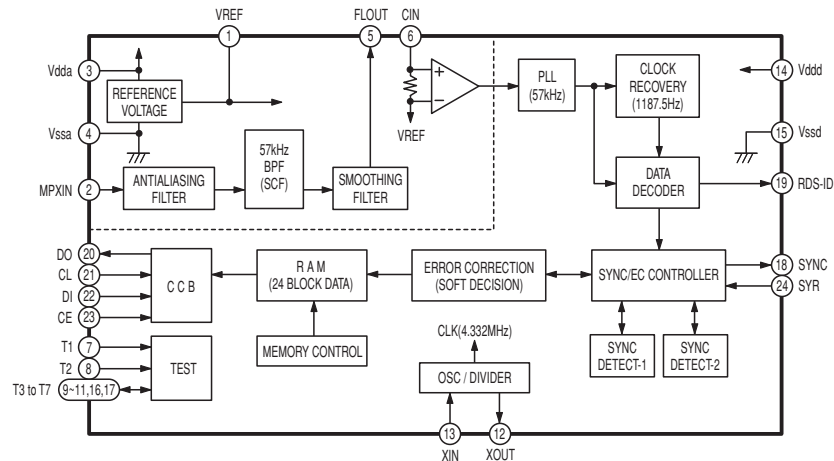 VREF
FLOUT
CIN
1
5
6
Vdda
3
REFERENCE
VOLTAGE
Vssa
4
+
–
VREF
PLL
(57kHz)
CLOCK
RECOVERY
(1187.5Hz)
14
Vddd
15
Vssd
MPXIN
2
ANTIALIASING
FILTER
57kHz
BPF
(SCF)
SMOOTHING
FILTER
DATA
DECODER
19
RDS-ID
DO
20
CL
21
DI
22
CE
23
C C B
R A M
(24 BLOCK DATA)
ERROR CORRECTION
(SOFT DECISION)
SYNC/EC CONTROLLER
18
SYNC
24
SYR
MEMORY CONTROL
CLK(4.332MHz)
SYNC
DETECT-1
SYNC
DETECT-2
T1
7
T2
8
T3 to T7
9~11,16,17
TEST
OSC / DIVIDER
13
12
XIN
XOUT